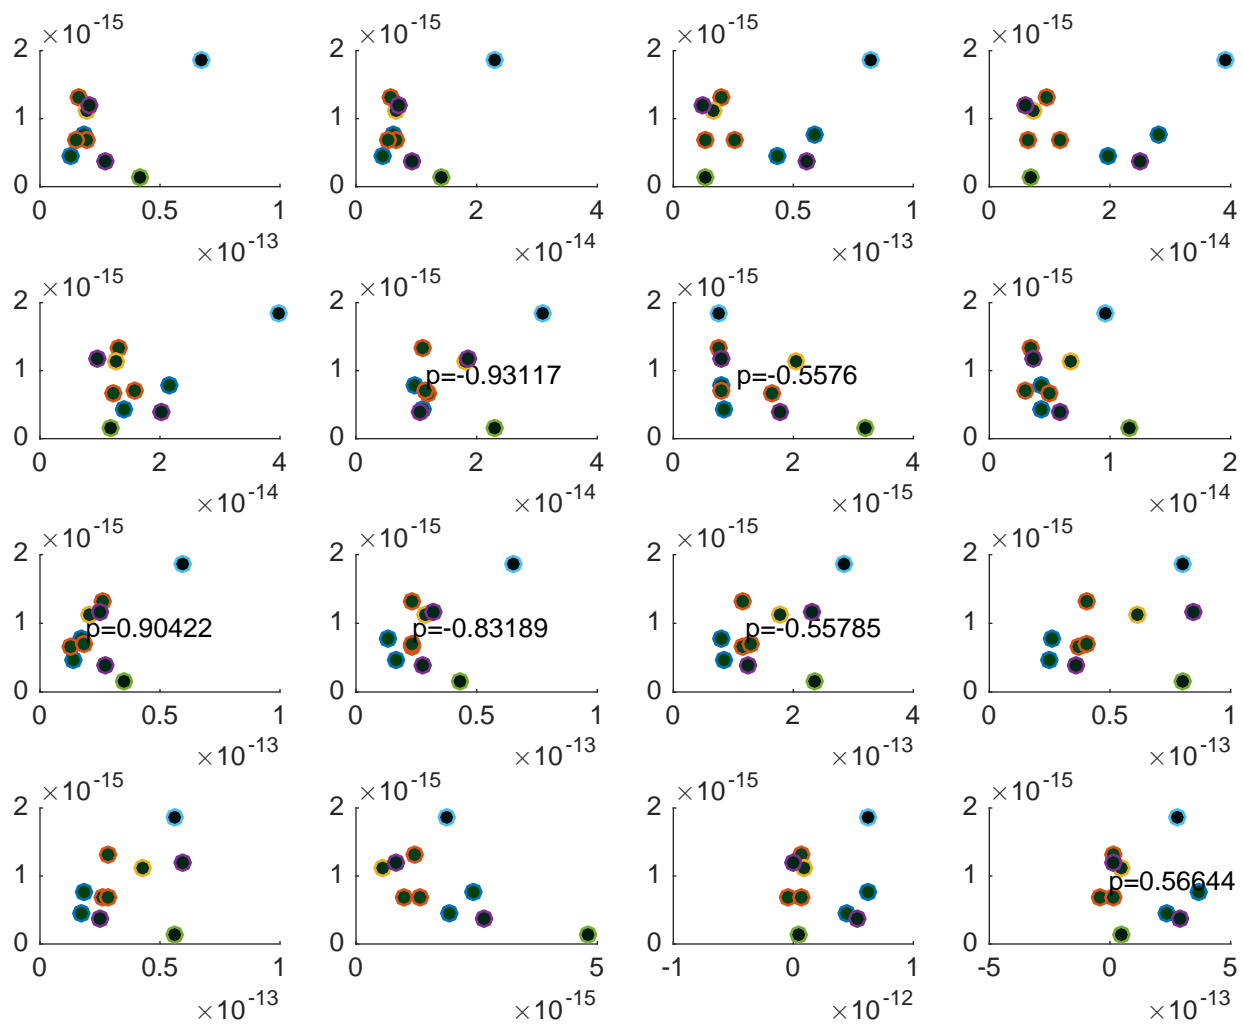 ×10-15 ×10-15 ×10-15 ×10-15
2 2 2 2
1 1 1 1
0 0 0 0
0 0.5 1 0 2 4 0 0.5 1 0 2 4
×10-13 ×10-14 ×10-13 ×10-14
×10-15 ×10-15 ×10-15 ×10-15
2 2 2 2
1 p=-0.93117 1 p=-0.5576 1 1
0 0 0 0
0 2 4 0 2 4 0 2 4 0 1 2
×10-14 ×10-14 ×10-15 ×10-14
×10-15 ×10-15 ×10-15 ×10-15
2 2 2 2
1 p=0.90422 1 p=-0.83189 1 p=-0.55785 1
0 0 0 0
0 0.5 1 0 0.5 1 0 2 4 0 0.5 1
×10-13 ×10-13 ×10-13 ×10-13
×10-15 ×10-15 ×10-15 ×10-15
2 2 2 2
1 1 1 1 p=0.56644
0 0 0 0
0 0.5 1 0 5 -1 0 1 -5 0 5
×10-13 ×10-15 ×10-12 ×10-13